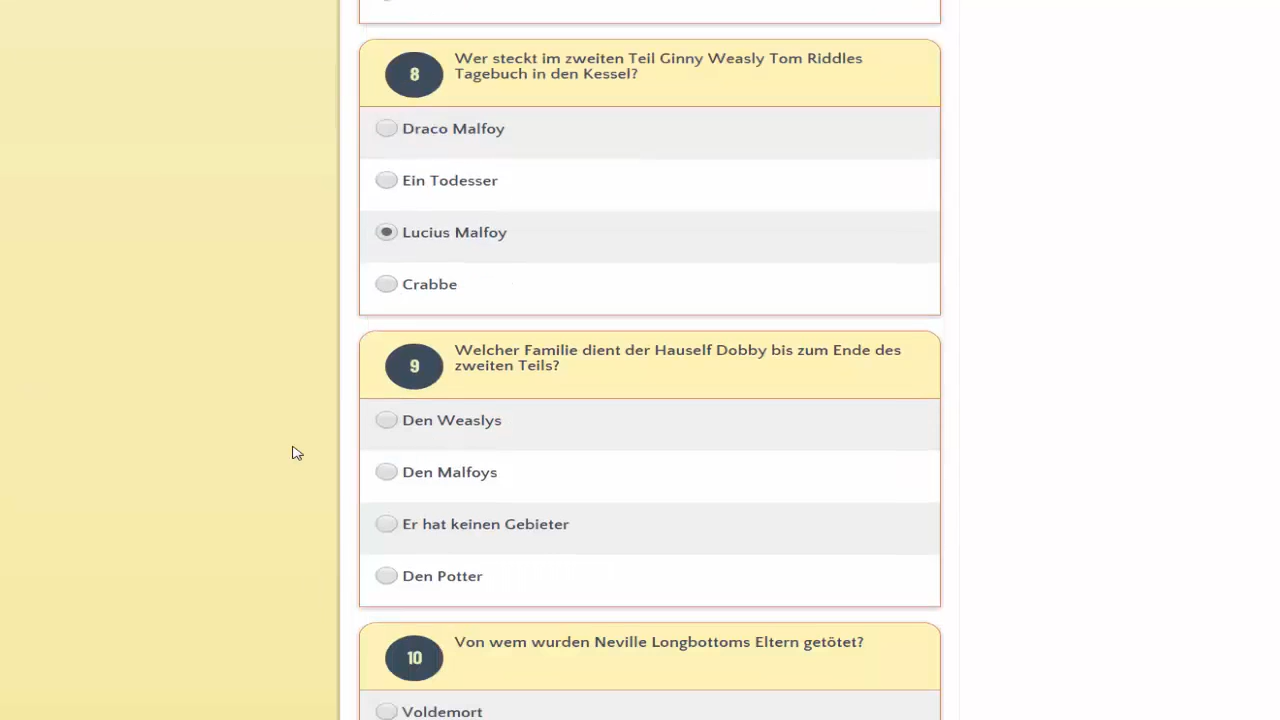 8
Wer steckt im zweiten Teil Ginny Weasly Tom Riddles
Tagebuch in den Kessel?
Draco Malfoy
Ein Todesser
Lucius Malfoy
Crabbe
9
Welcher Familie dient der Hauself Dobby bis zum Ende des
zweiten Teils?
Den Weaslys
Den Malfoys
Er hat keinen Gebieter
Den Potter
10
Von wem wurden Neville Longbottoms Eltern getötet?
Voldemort